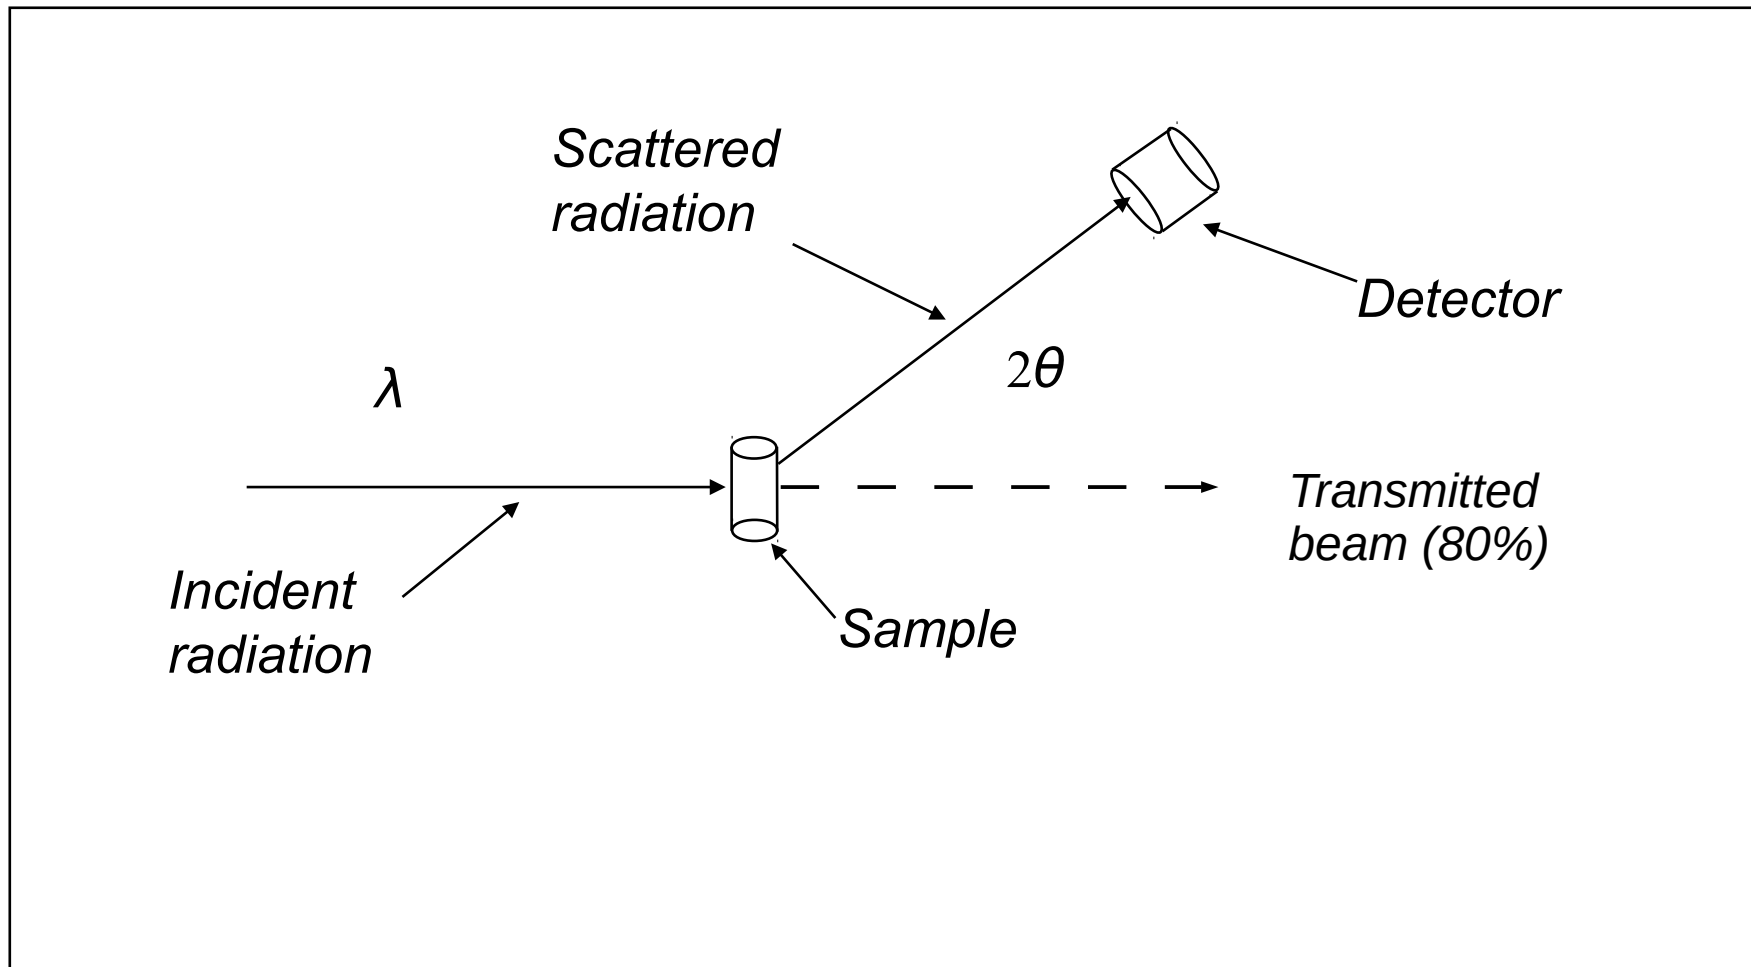 Scattered
radiation
Detector
2θ
λ
Transmitted
beam (80%)
Incident
radiation
Sample